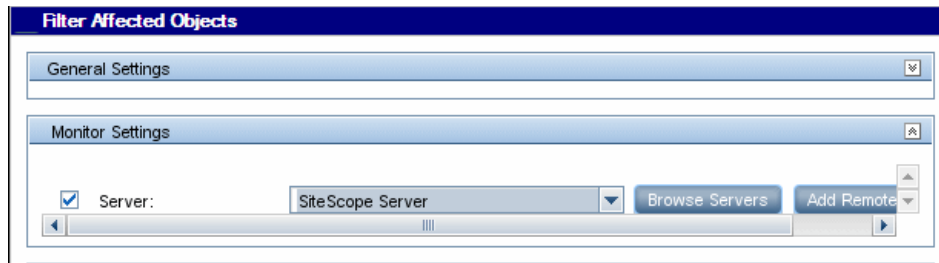 Filter Affected Objects
General Settings
Monitor Settings
Server: SiteScope Server Browse Servers Add Remote